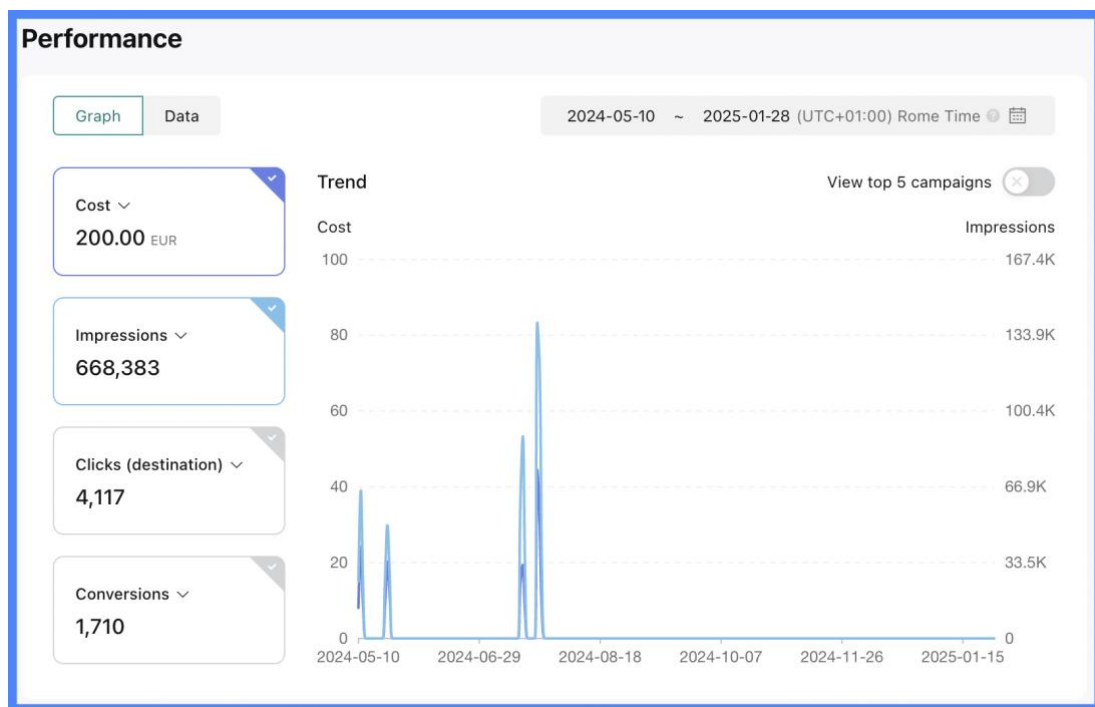 Performance
Graph Data
2024-05-10 ~ 2025-01-28 (UTC+01:00) Rome Time
Cost
200.00 EUR
Impressions
668,383
Clicks (destination)
4,117
Conversions
1,710
Trend
View top 5 campaigns
Cost Impressions
100 167.4K
80 133.9K
60 100.4K
40 66.9K
20 33.5K
0 0
2024-05-10 2024-06-29 2024-08-18 2024-10-07 2024-11-26 2025-01-15